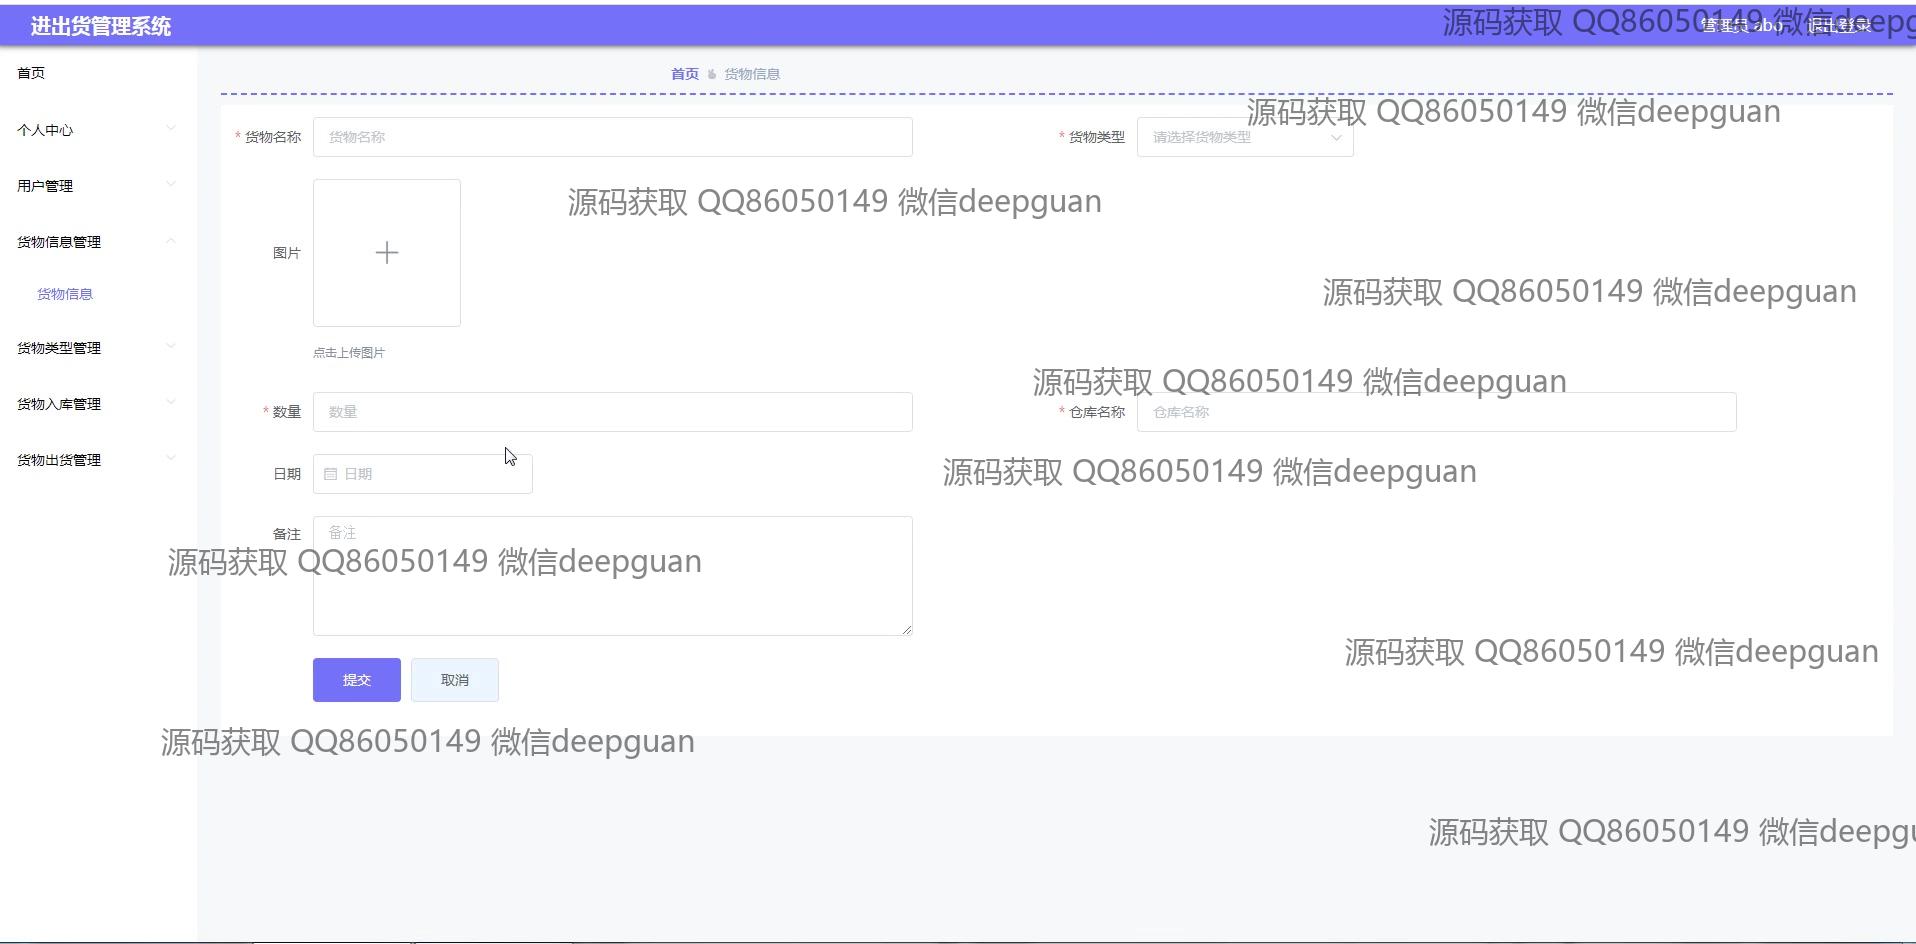 进出货管理系统
源码获取 QQ86050149 微信deepg
管理员 abo 退出登录
首页
首页 货物信息
源码获取 QQ86050149 微信deepguan
个人中心
* 货物名称 货物名称
* 货物类型 请选择货物类型
用户管理
源码获取 QQ86050149 微信deepguan
货物信息管理
图片
货物信息
源码获取 QQ86050149 微信deepguan
货物类型管理
点击上传图片
源码获取 QQ86050149 微信deepguan
货物入库管理
* 数量 数量
* 仓库名称 仓库名称
货物出货管理
日期 日期
源码获取 QQ86050149 微信deepguan
备注 备注
源码获取 QQ86050149 微信deepguan
源码获取 QQ86050149 微信deepguan
提交 取消
源码获取 QQ86050149 微信deepguan
源码获取 QQ86050149 微信deepgu